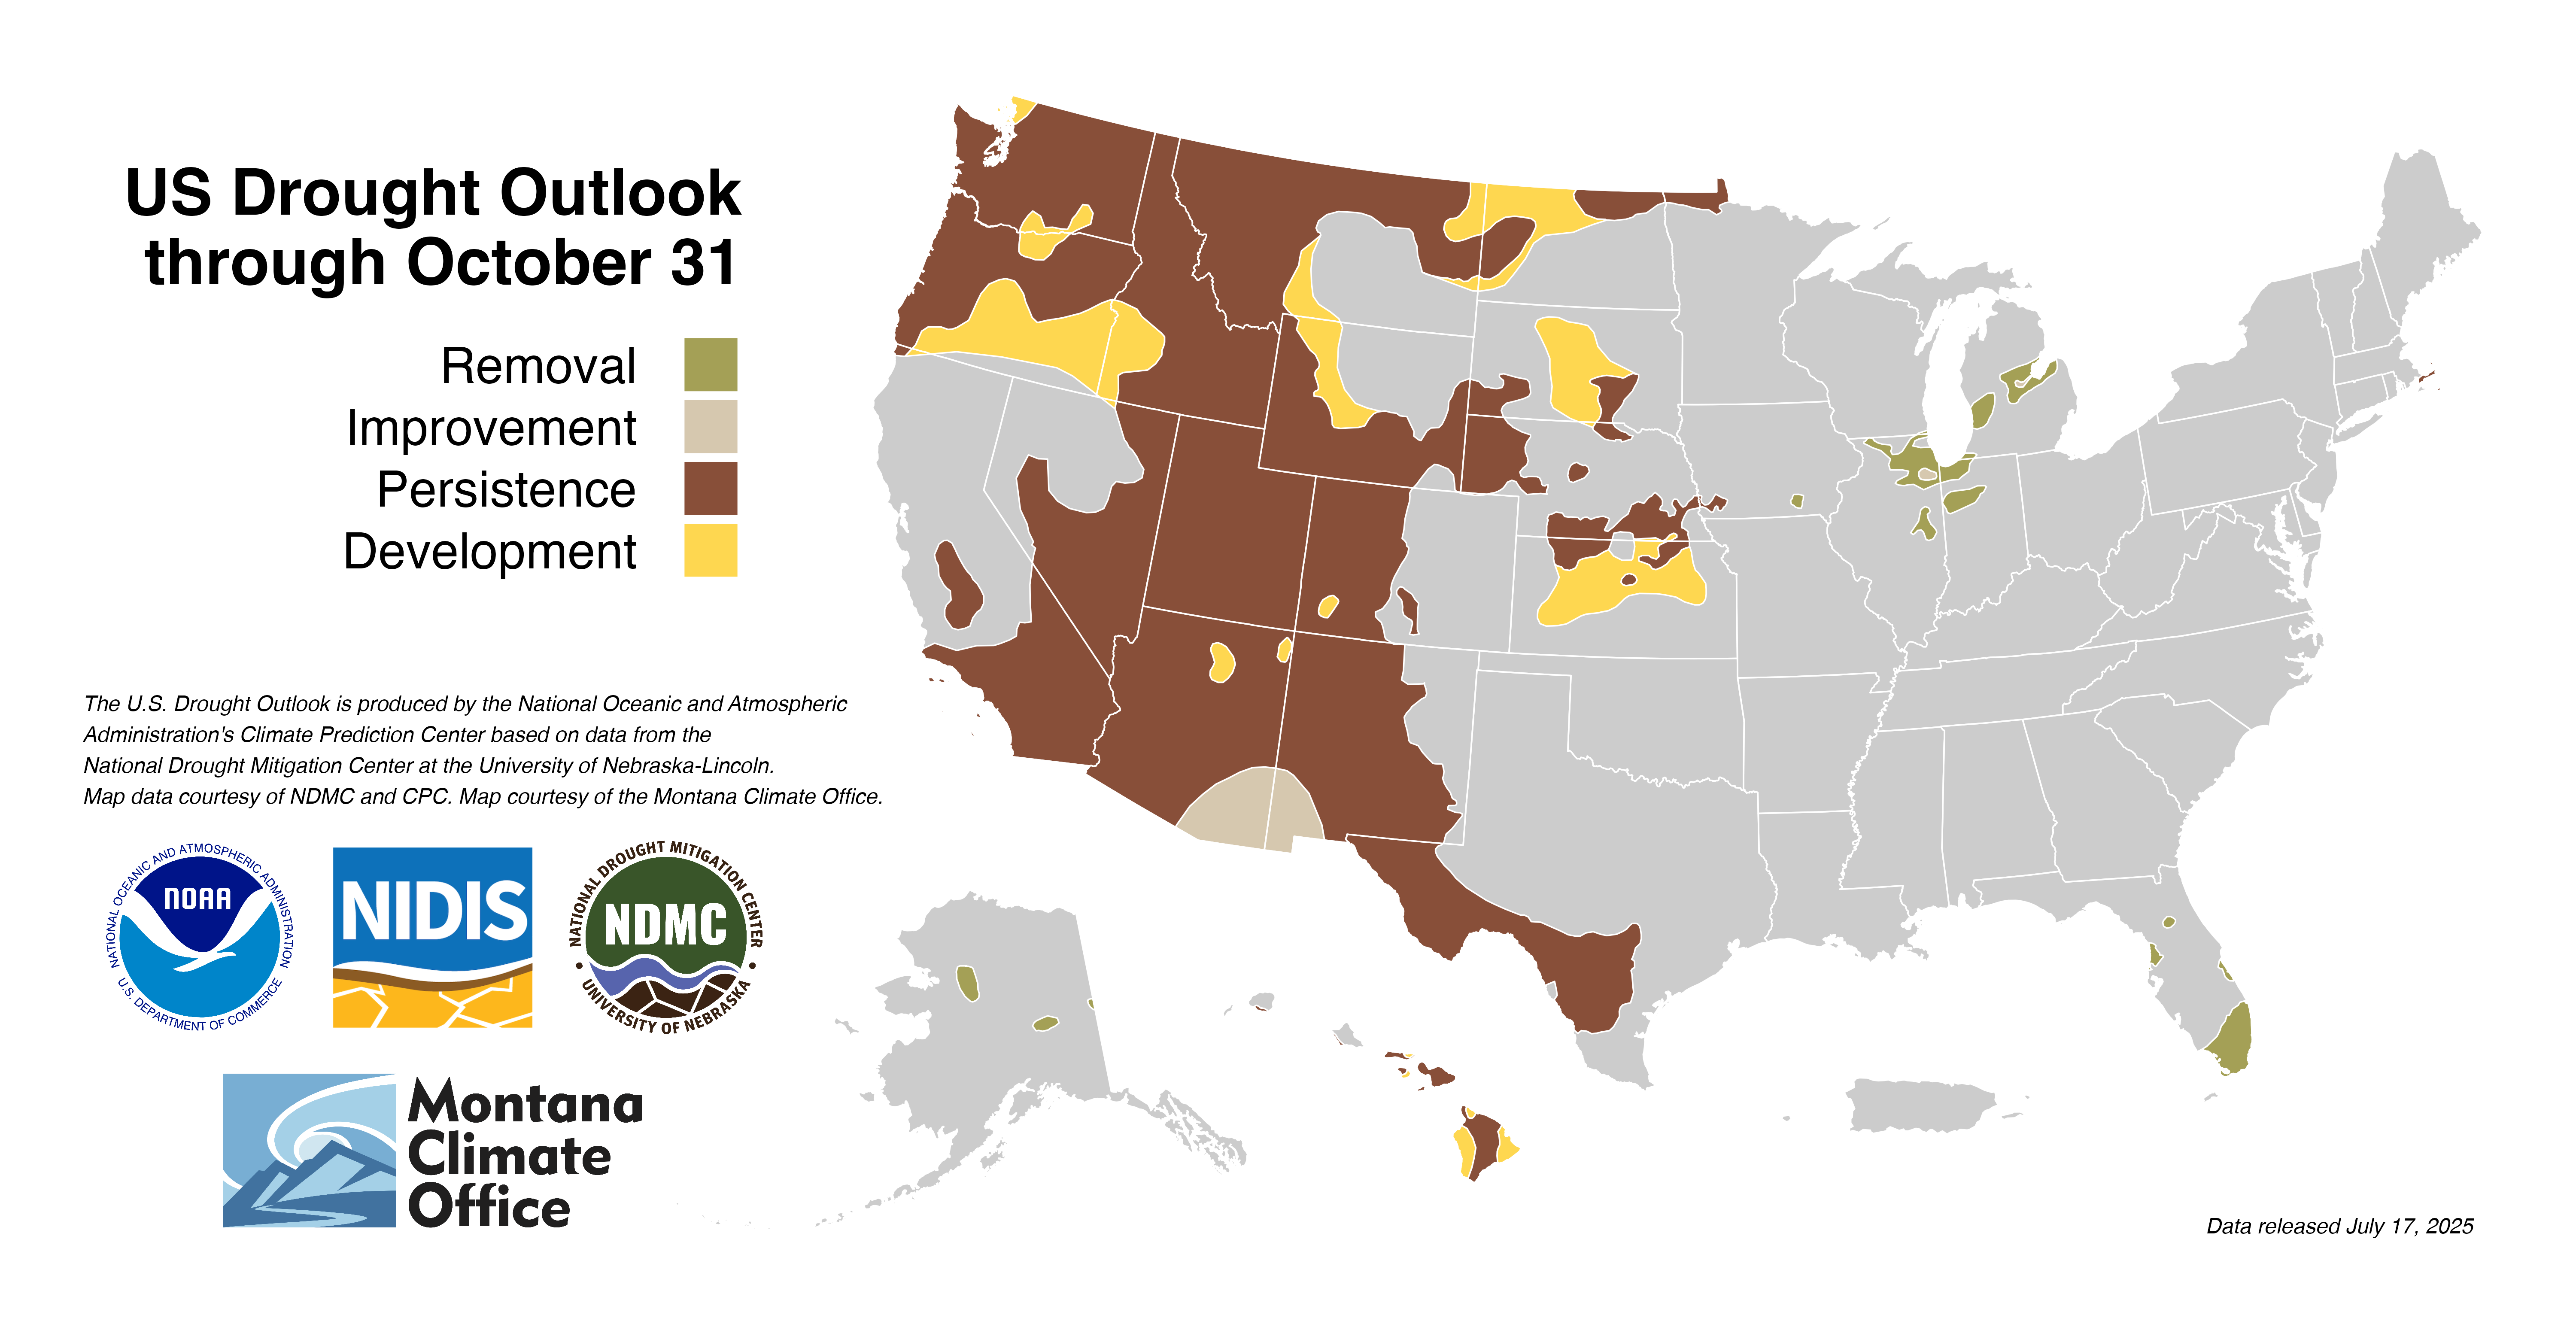 US Drought Outlook
through October 31
Removal
Improvement
Persistence
Development
The U.S. Drought Outlook is produced by the National Oceanic and Atmospheric
Administration's Climate Prediction Center based on data from the
National Drought Mitigation Center at the University of Nebraska-Lincoln.
Map data courtesy of NDMC and CPC. Map courtesy of the Montana Climate Office.
NATIONAL OCEANIC AND ATMOSPHERIC ADMINISTRATION
NOAA
U.S. DEPARTMENT OF COMMERCE
NIDIS
NATIONAL DROUGHT MITIGATION CENTER
NDMC
UNIVERSITY OF NEBRASKA
Montana
Climate
Office
Data released July 17, 2025